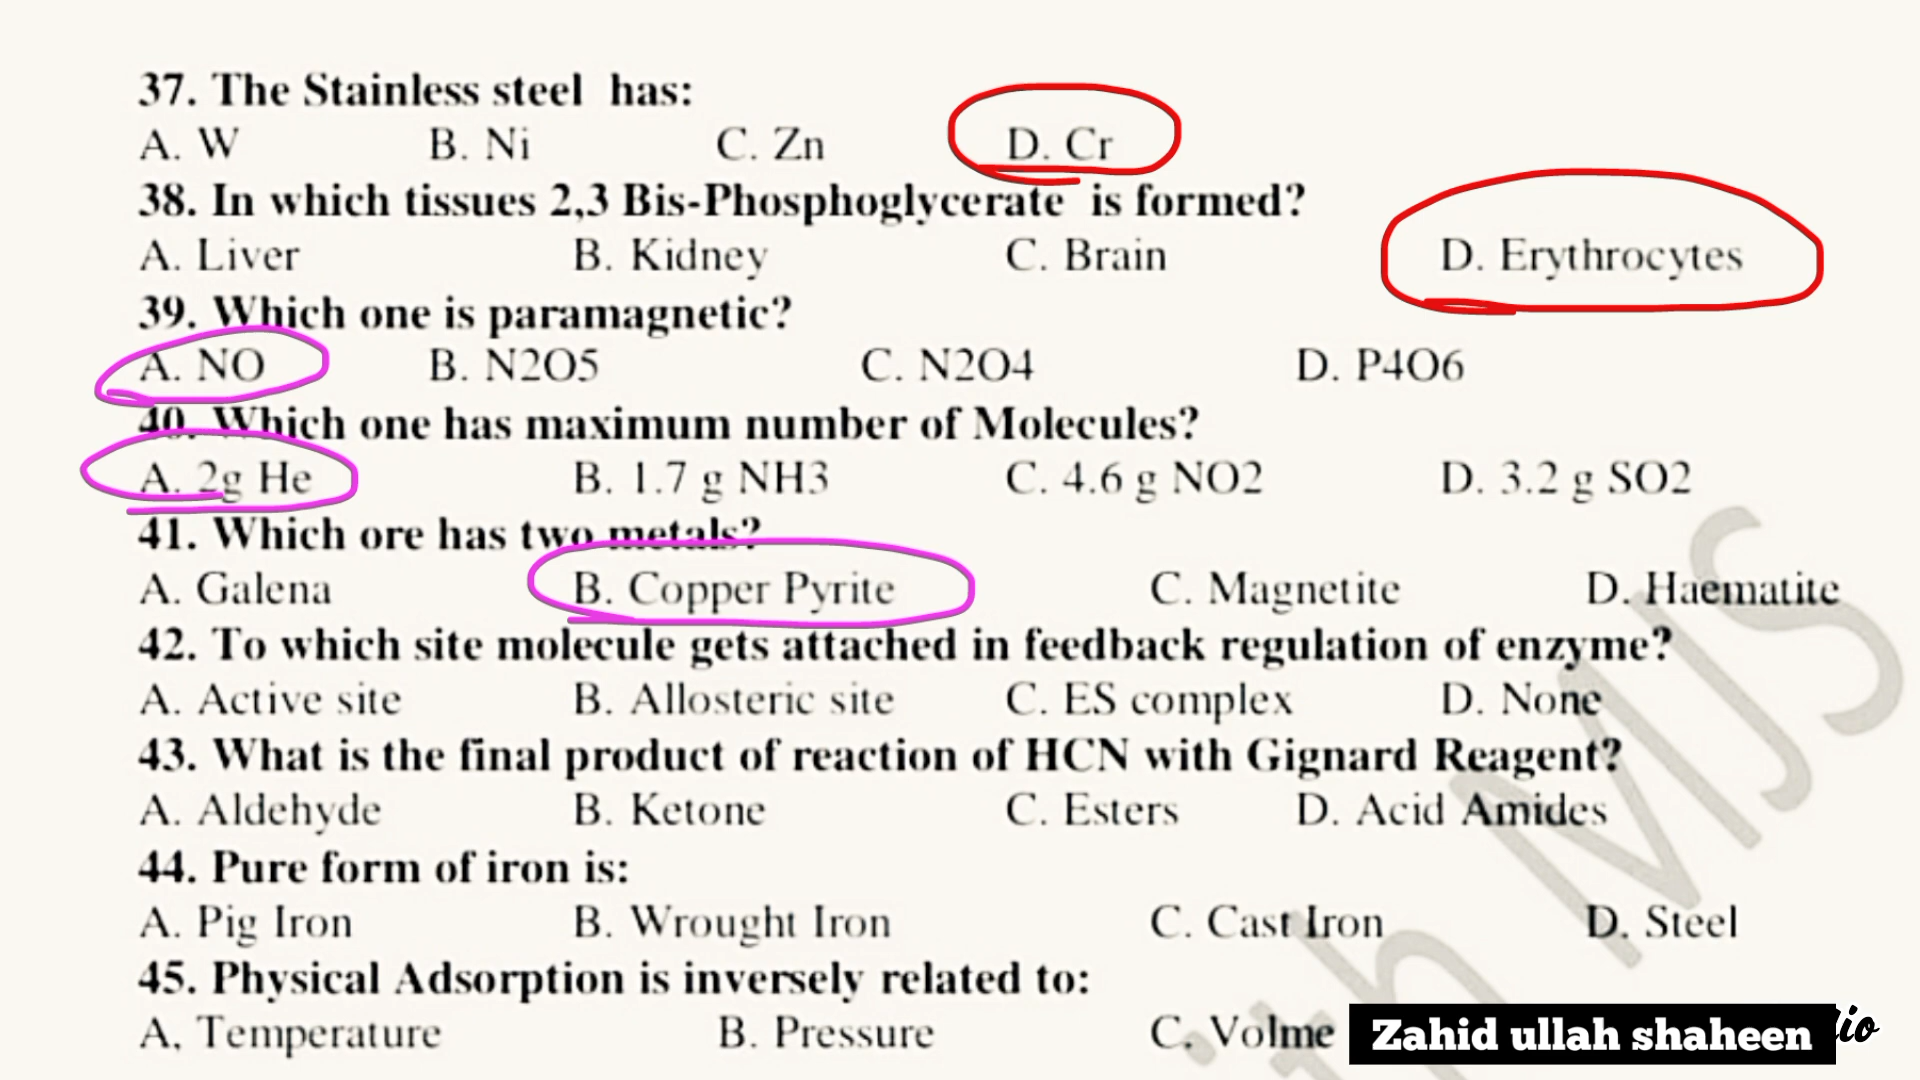 37. The Stainless steel has:
A. W B. Ni C. Zn D. Cr
38. In which tissues 2,3 Bis-Phosphoglycerate is formed?
A. Liver B. Kidney C. Brain D. Erythrocytes
39. Which one is paramagnetic?
A. NO B. N2O5 C. N2O4 D. P4O6
40. Which one has maximum number of Molecules?
A. 2g He B. 1.7 g NH3 C. 4.6 g NO2 D. 3.2 g SO2
41. Which ore has two metals?
A. Galena B. Copper Pyrite C. Magnetite D. Haematite
42. To which site molecule gets attached in feedback regulation of enzyme?
A. Active site B. Allosteric site C. ES complex D. None
43. What is the final product of reaction of HCN with Gignard Reagent?
A. Aldehyde B. Ketone C. Esters D. Acid Amides
44. Pure form of iron is:
A. Pig Iron B. Wrought Iron C. Cast Iron D. Steel
45. Physical Adsorption is inversely related to:
A, Temperature B. Pressure C. Volme
Zahid ullah shaheen
MJS